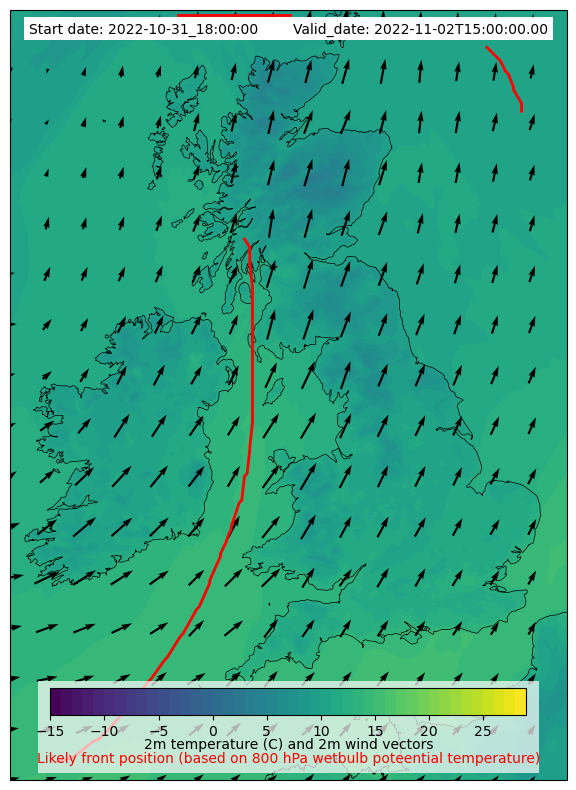 Start date: 2022-10-31_18:00:00 Valid_date: 2022-11-02T15:00:00.00
−15 −10 −5 0 5 10 15 20 25
2m temperature (C) and 2m wind vectors
Likely front position (based on 800 hPa wetbulb poteential temperature)